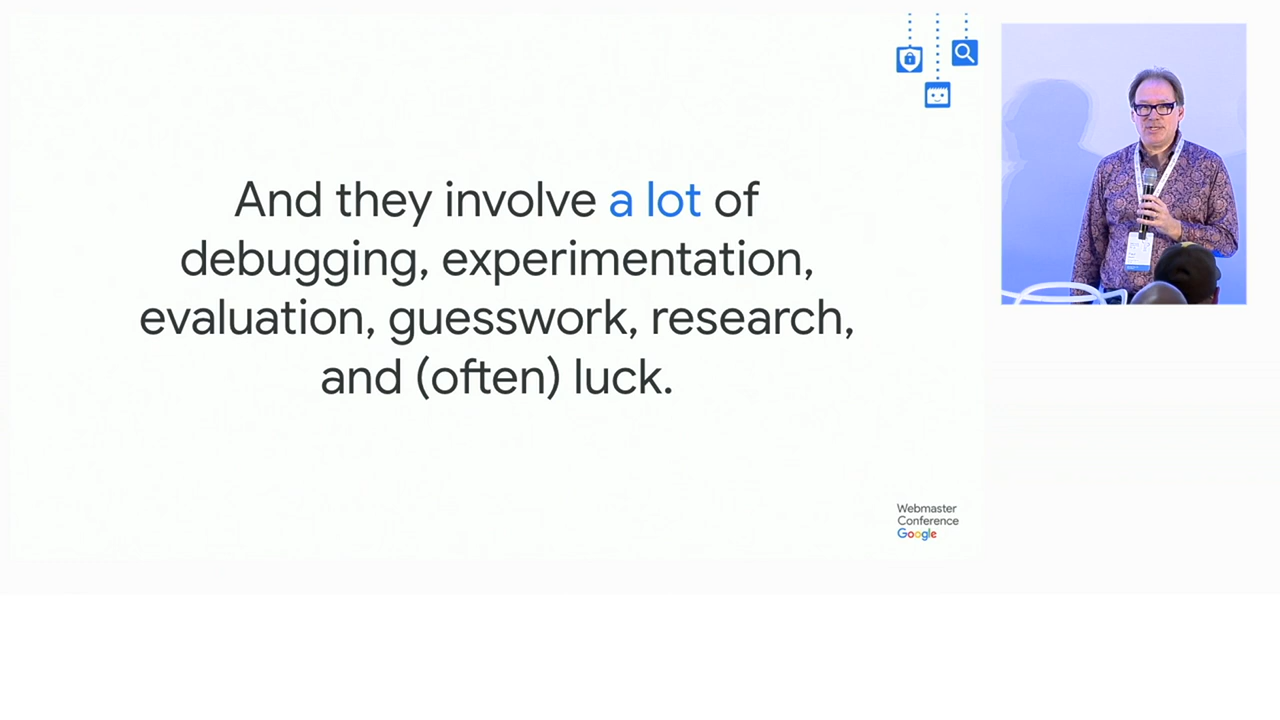 And they involve a lot of
debugging, experimentation,
evaluation, guesswork, research,
and (often) luck.
Webmaster
Conference
Google